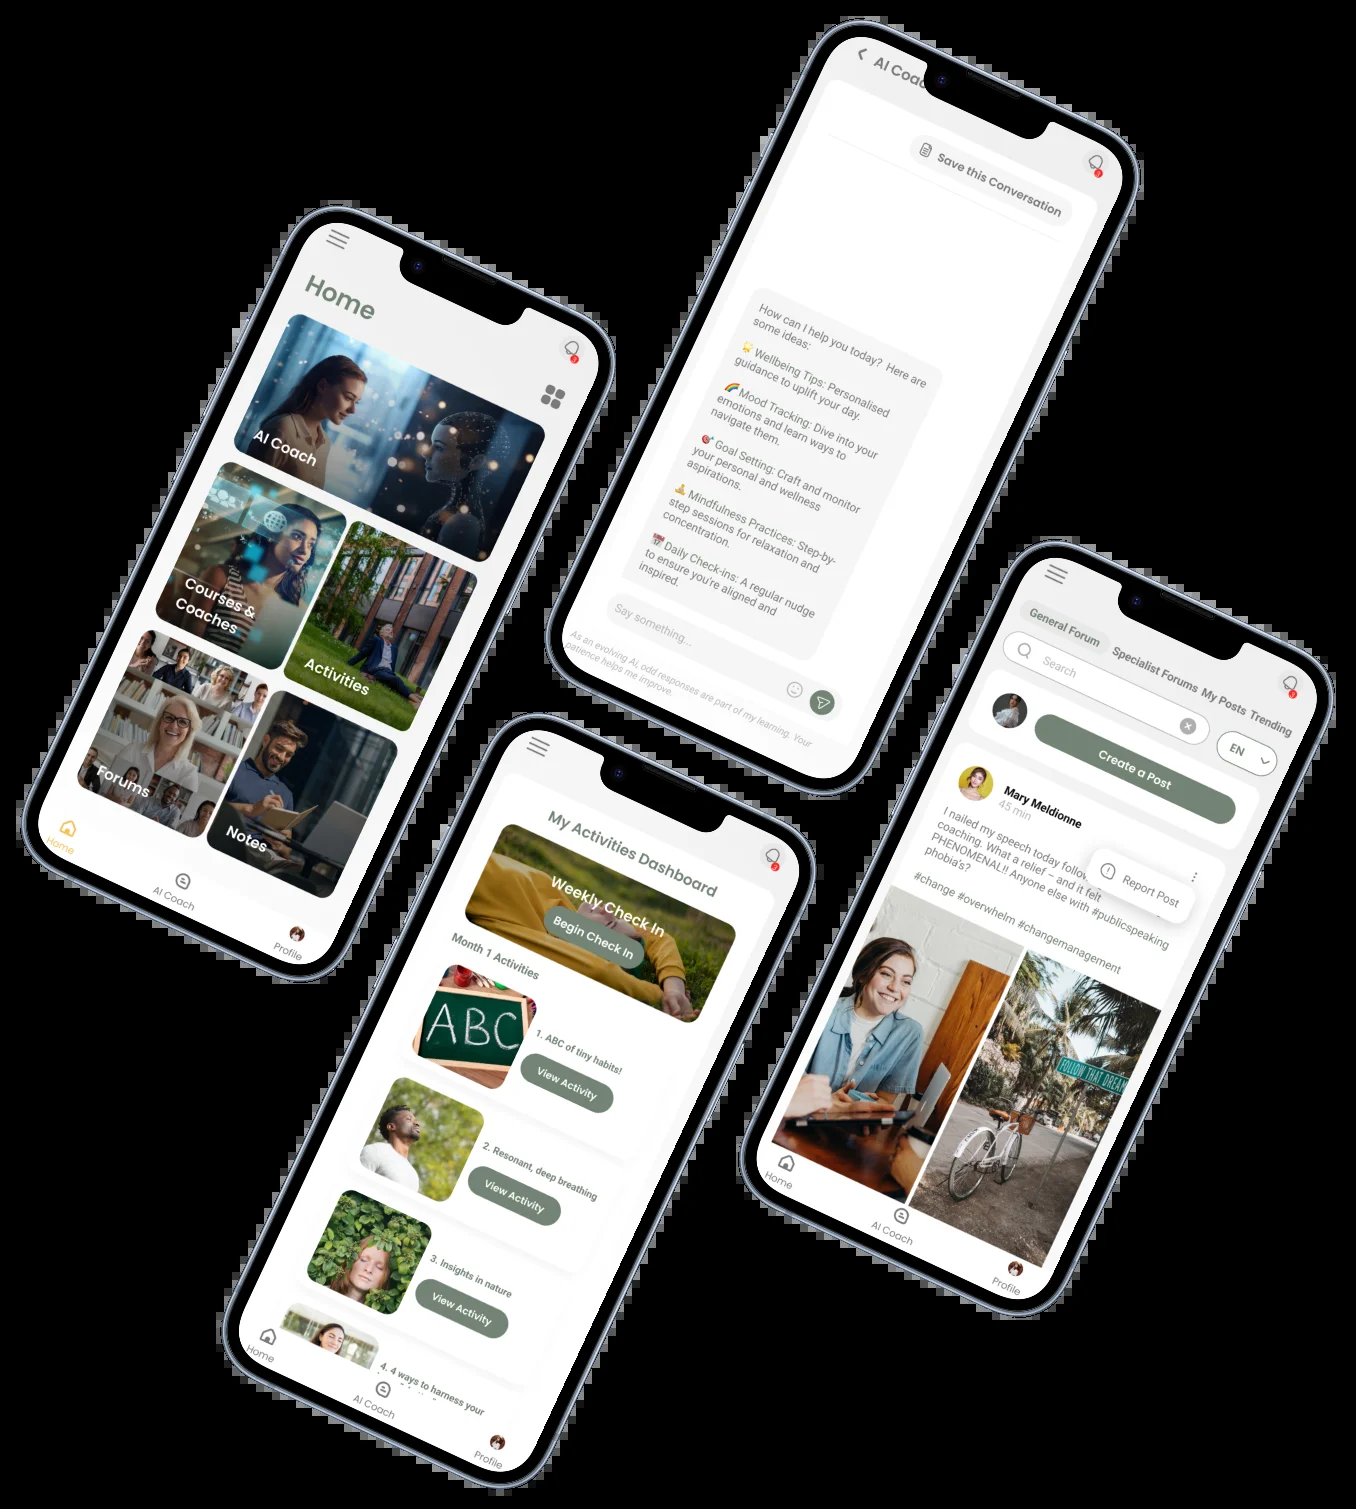 Home
AI Coach
Courses &
Coaches
Activities
Forums
Notes
Home
AI Coach
Profile
AI Coac
Save this Conversation
How can I help you today? Here are
some ideas:
Wellbeing Tips: Personalised
guidance to uplift your day.
Mood Tracking: Dive into your
emotions and learn ways to
navigate them.
Goal Setting: Craft and monitor
your personal and wellness
aspirations.
Mindfulness Practices: Step-by-
step sessions for relaxation and
concentration.
Daily Check-ins: A regular nudge
to ensure you're aligned and
inspired.
Say something...
As an evolving AI, odd responses are part of my learning. Your
patience helps me improve.
My Activities Dashboard
Weekly Check In
Begin Check In
Month 1 Activities
ABC
1. ABC of tiny habits!
View Activity
2. Resonant, deep breathing
View Activity
3. Insights in nature
View Activity
4. 4 ways to harness your
Home
AI Coach
Profile
General Forum Specialist Forums My Posts Trending
Search
EN
Create a Post
Mary Meldionne
45 min
I nailed my speech today follow
coaching. What a relief – and it felt
PHENOMENAL!! Anyone else with #publicspeaking
phobia's?
Report Post
#change #overwhelm #changemanagement
FOLLOW THAT DREAM
Home
AI Coach
Profile